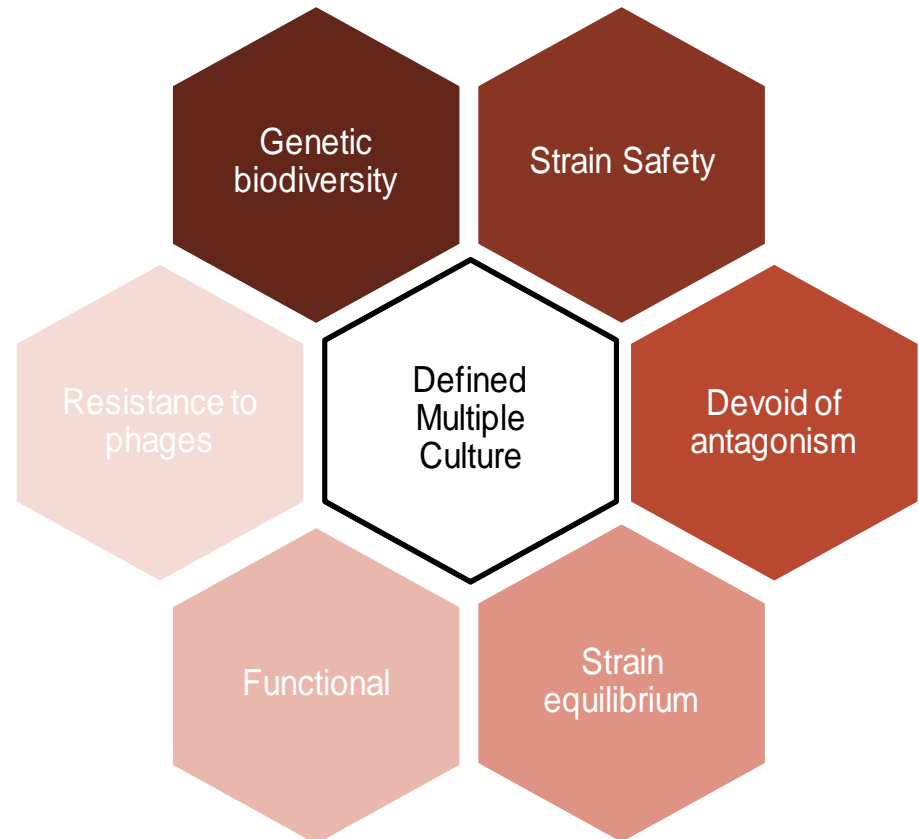 Genetic
biodiversity
Strain Safety
Resistance to
phages
Defined
Multiple
Culture
Devoid of
antagonism
Functional
Strain
equilibrium